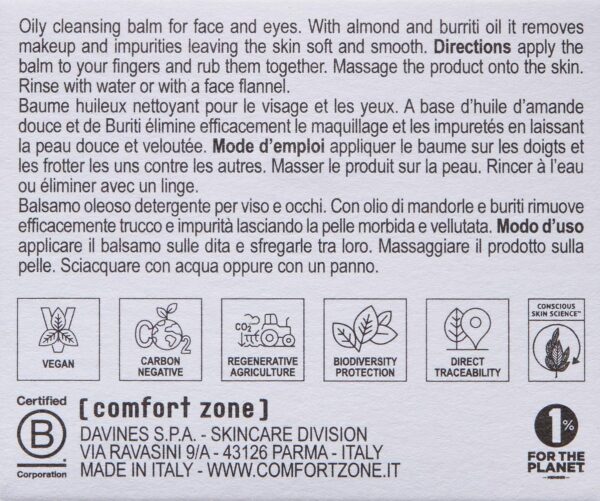 Oily cleansing balm for face and eyes. With almond and burriti oil it removes
makeup and impurities leaving the skin soft and smooth. Directions apply the
balm to your fingers and rub them together. Massage the product onto the skin.
Rinse with water or with a face flannel.
Baume huileux nettoyant pour le visage et les yeux. A base d'huile d'amande
douce et de Buriti élimine efficacement le maquillage et les impuretés en laissant
la peau douce et veloutée. Mode d'emploi appliquer le baume sur les doigts et
les frotter les uns contre les autres. Masser le produit sur la peau. Rincer à l'eau
ou éliminer avec un linge.
Balsamo oleoso detergente per viso e occhi. Con olio di mandorle e buriti rimuove
efficacemente trucco e impurità lasciando la pelle morbida e vellutata. Modo d'uso
applicare il balsamo sulle dita e sfregarle tra loro. Massaggiare il prodotto sulla
pelle. Sciacquare con acqua oppure con un panno.
V
VEGAN
CO2
CARBON
NEGATIVE
CO2
REGENERATIVE
AGRICULTURE
BIODIVERSITY
PROTECTION
DIRECT
TRACEABILITY
CONSCIOUS
SKIN SCIENCE™
Certified
B
Corporation
[ comfort zone ]
DAVINES S.P.A. - SKINCARE DIVISION
VIA RAVASINI 9/A - 43126 PARMA - ITALY
MADE IN ITALY - WWW.COMFORTZONE.IT
1%
FOR THE
PLANET
MEMBER